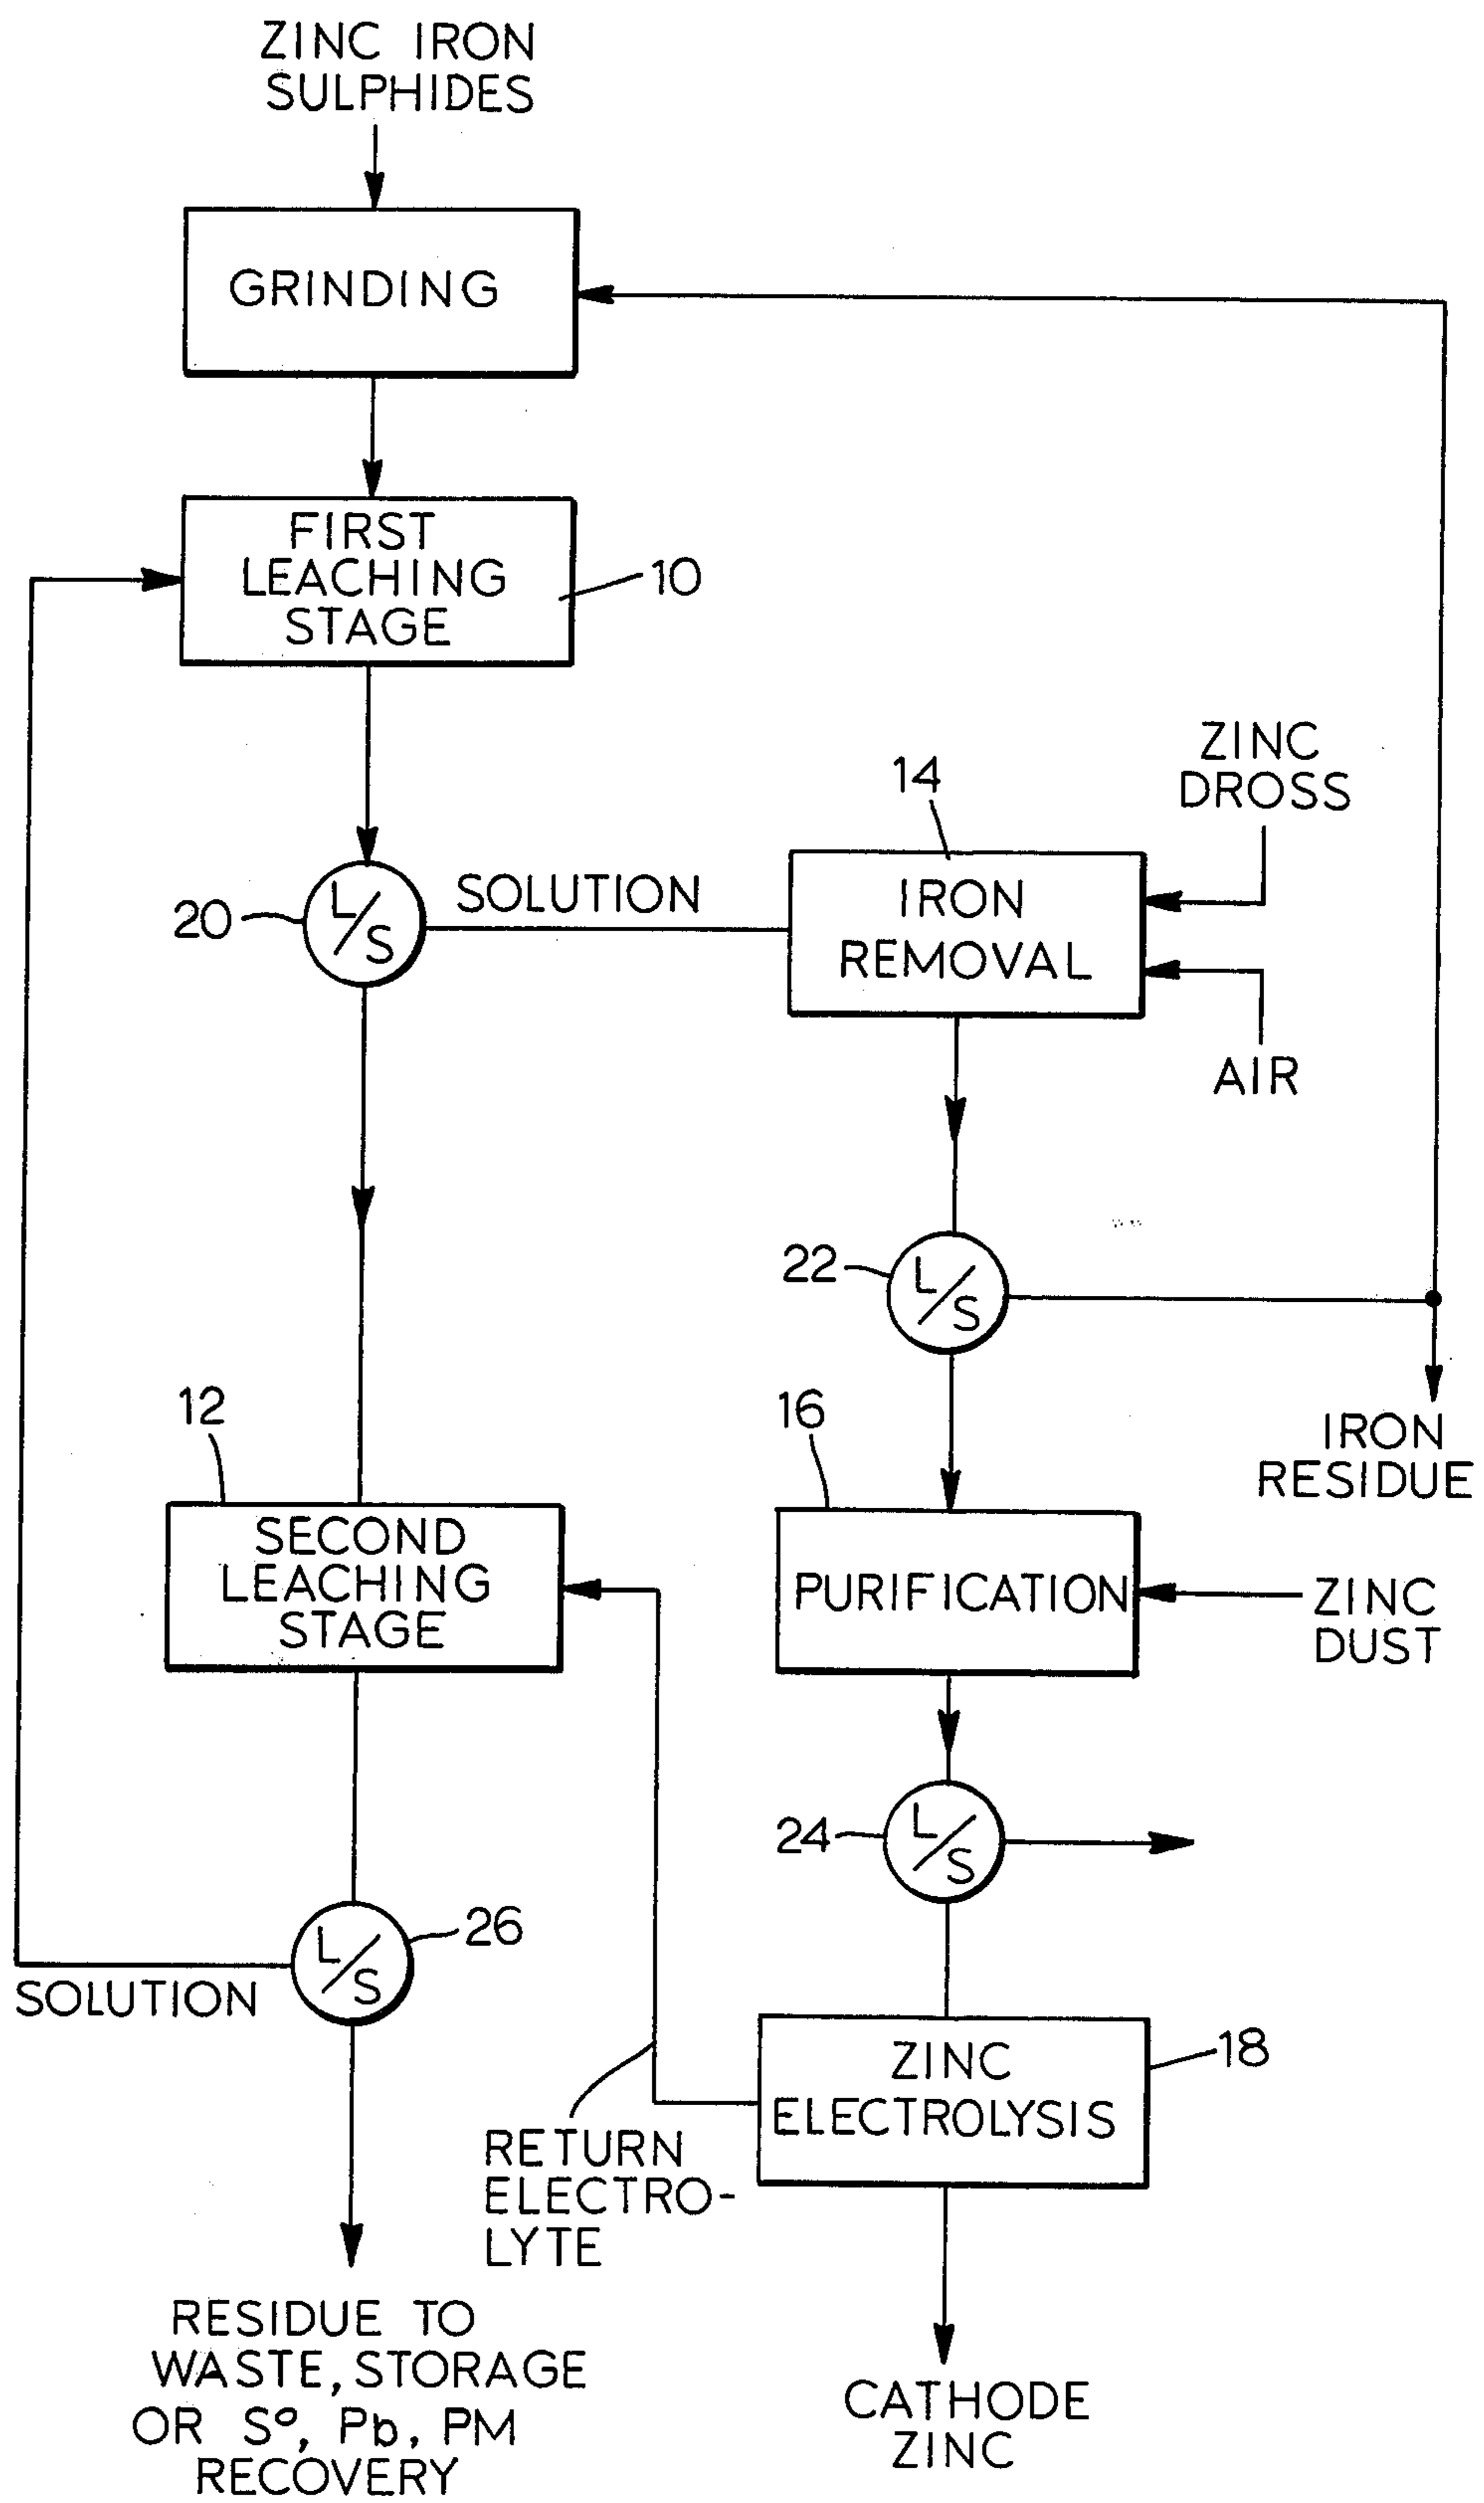 ZINC IRON
SULPHIDES
GRINDING
FIRST
LEACHING
STAGE
10
ZINC
DROSS
14
IRON
REMOVAL
AIR
20
L/S
SOLUTION
22
L/S
IRON
RESIDUE
12
SECOND
LEACHING
STAGE
16
PURIFICATION
ZINC
DUST
24
L/S
26
L/S
SOLUTION
18
ZINC
ELECTROLYSIS
RETURN
ELECTRO-
LYTE
RESIDUE TO
WASTE, STORAGE
OR S°, Pb, PM
RECOVERY
CATHODE
ZINC